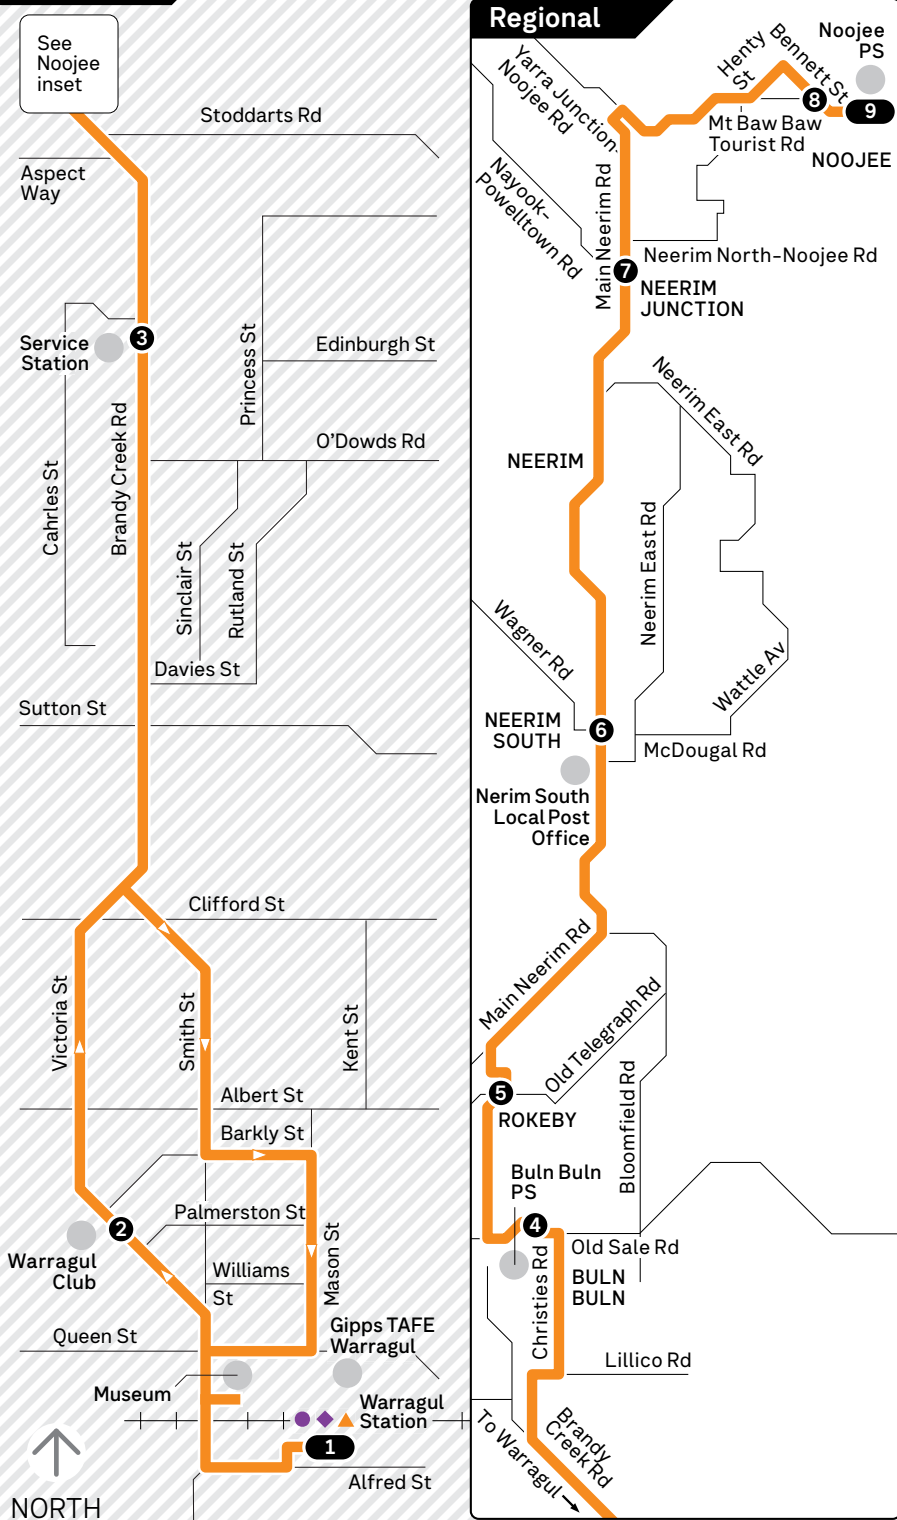 See
Noojee
inset
Stoddarts Rd
Aspect
Way
Princess St
3
Service
Station
Edinburgh St
Brandy Creek Rd
O'Dowds Rd
Cahrles St
Sinclair St
Rutland St
Davies St
Sutton St
Clifford St
Victoria St
Smith St
Kent St
Albert St
Barkly St
2
Palmerston St
Warragul
Club
Williams
St
Mason St
Queen St
Gipps TAFE
Warragul
Museum
Warragul
Station
1
Alfred St
NORTH
Regional
Noojee
PS
Yarra Junction-
Noojee Rd
Henty
St
Bennett St
8
9
Mt Baw Baw
Tourist Rd
NOOJEE
Nayook-
Powelltown Rd
Main Neerim Rd
Neerim North-Noojee Rd
7
NEERIM
JUNCTION
Neerim East Rd
NEERIM
Neerim East Rd
Wagner Rd
Wattle Av
NEERIM
SOUTH
6
McDougal Rd
Nerim South
Local Post
Office
Main Neerim Rd
Old Telegraph Rd
5
ROKEBY
Bloomfield Rd
Buln Buln
PS
4
Old Sale Rd
BULN
BULN
Christies Rd
Lillico Rd
Brandy
Creek Rd
To Warragul